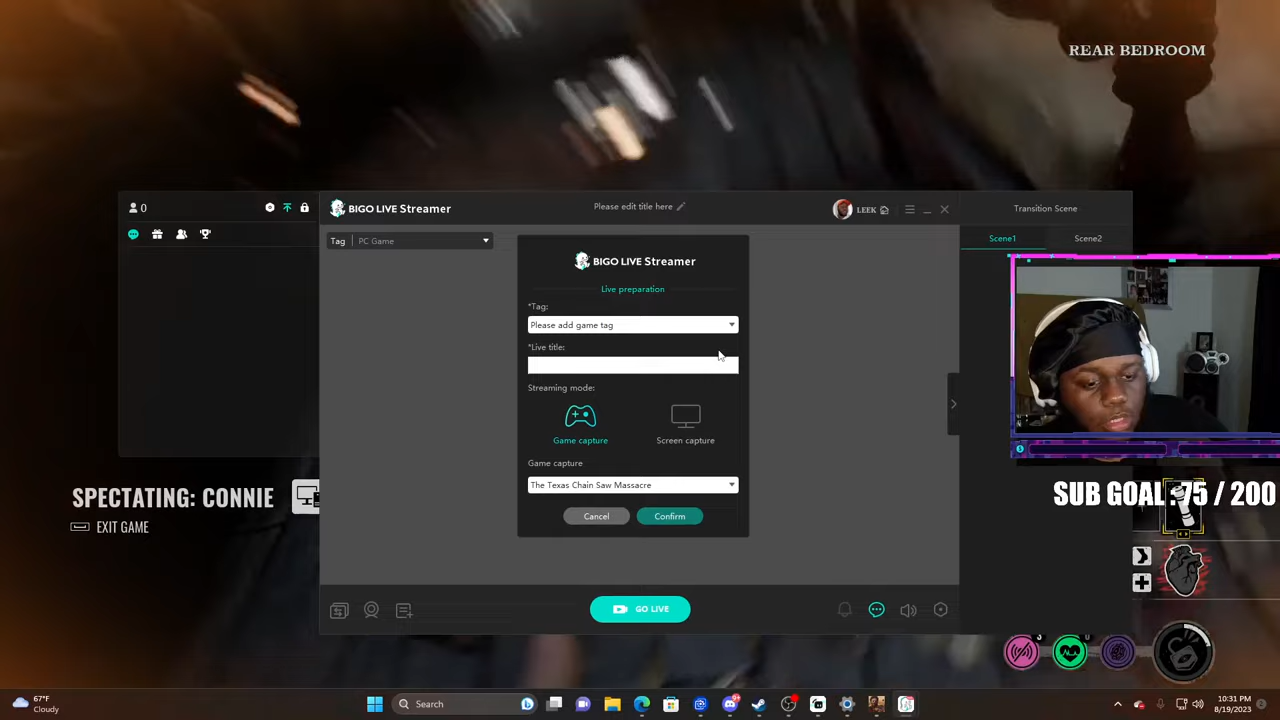 REAR BEDROOM
0
BIGO LIVE Streamer
Please edit title here
LEEK
Transition Scene
Tag
PC Game
Scene1
Scene2
BIGO LIVE Streamer
Live preparation
*Tag:
Please add game tag
*Live title:
Streaming mode:
Game capture
Screen capture
Game capture
The Texas Chain Saw Massacre
Cancel
Confirm
SPECTATING: CONNIE
EXIT GAME
SUB GOAL :75 / 200
GO LIVE
3
0
67°F
Cloudy
Search
10:31 PM
8/19/2023